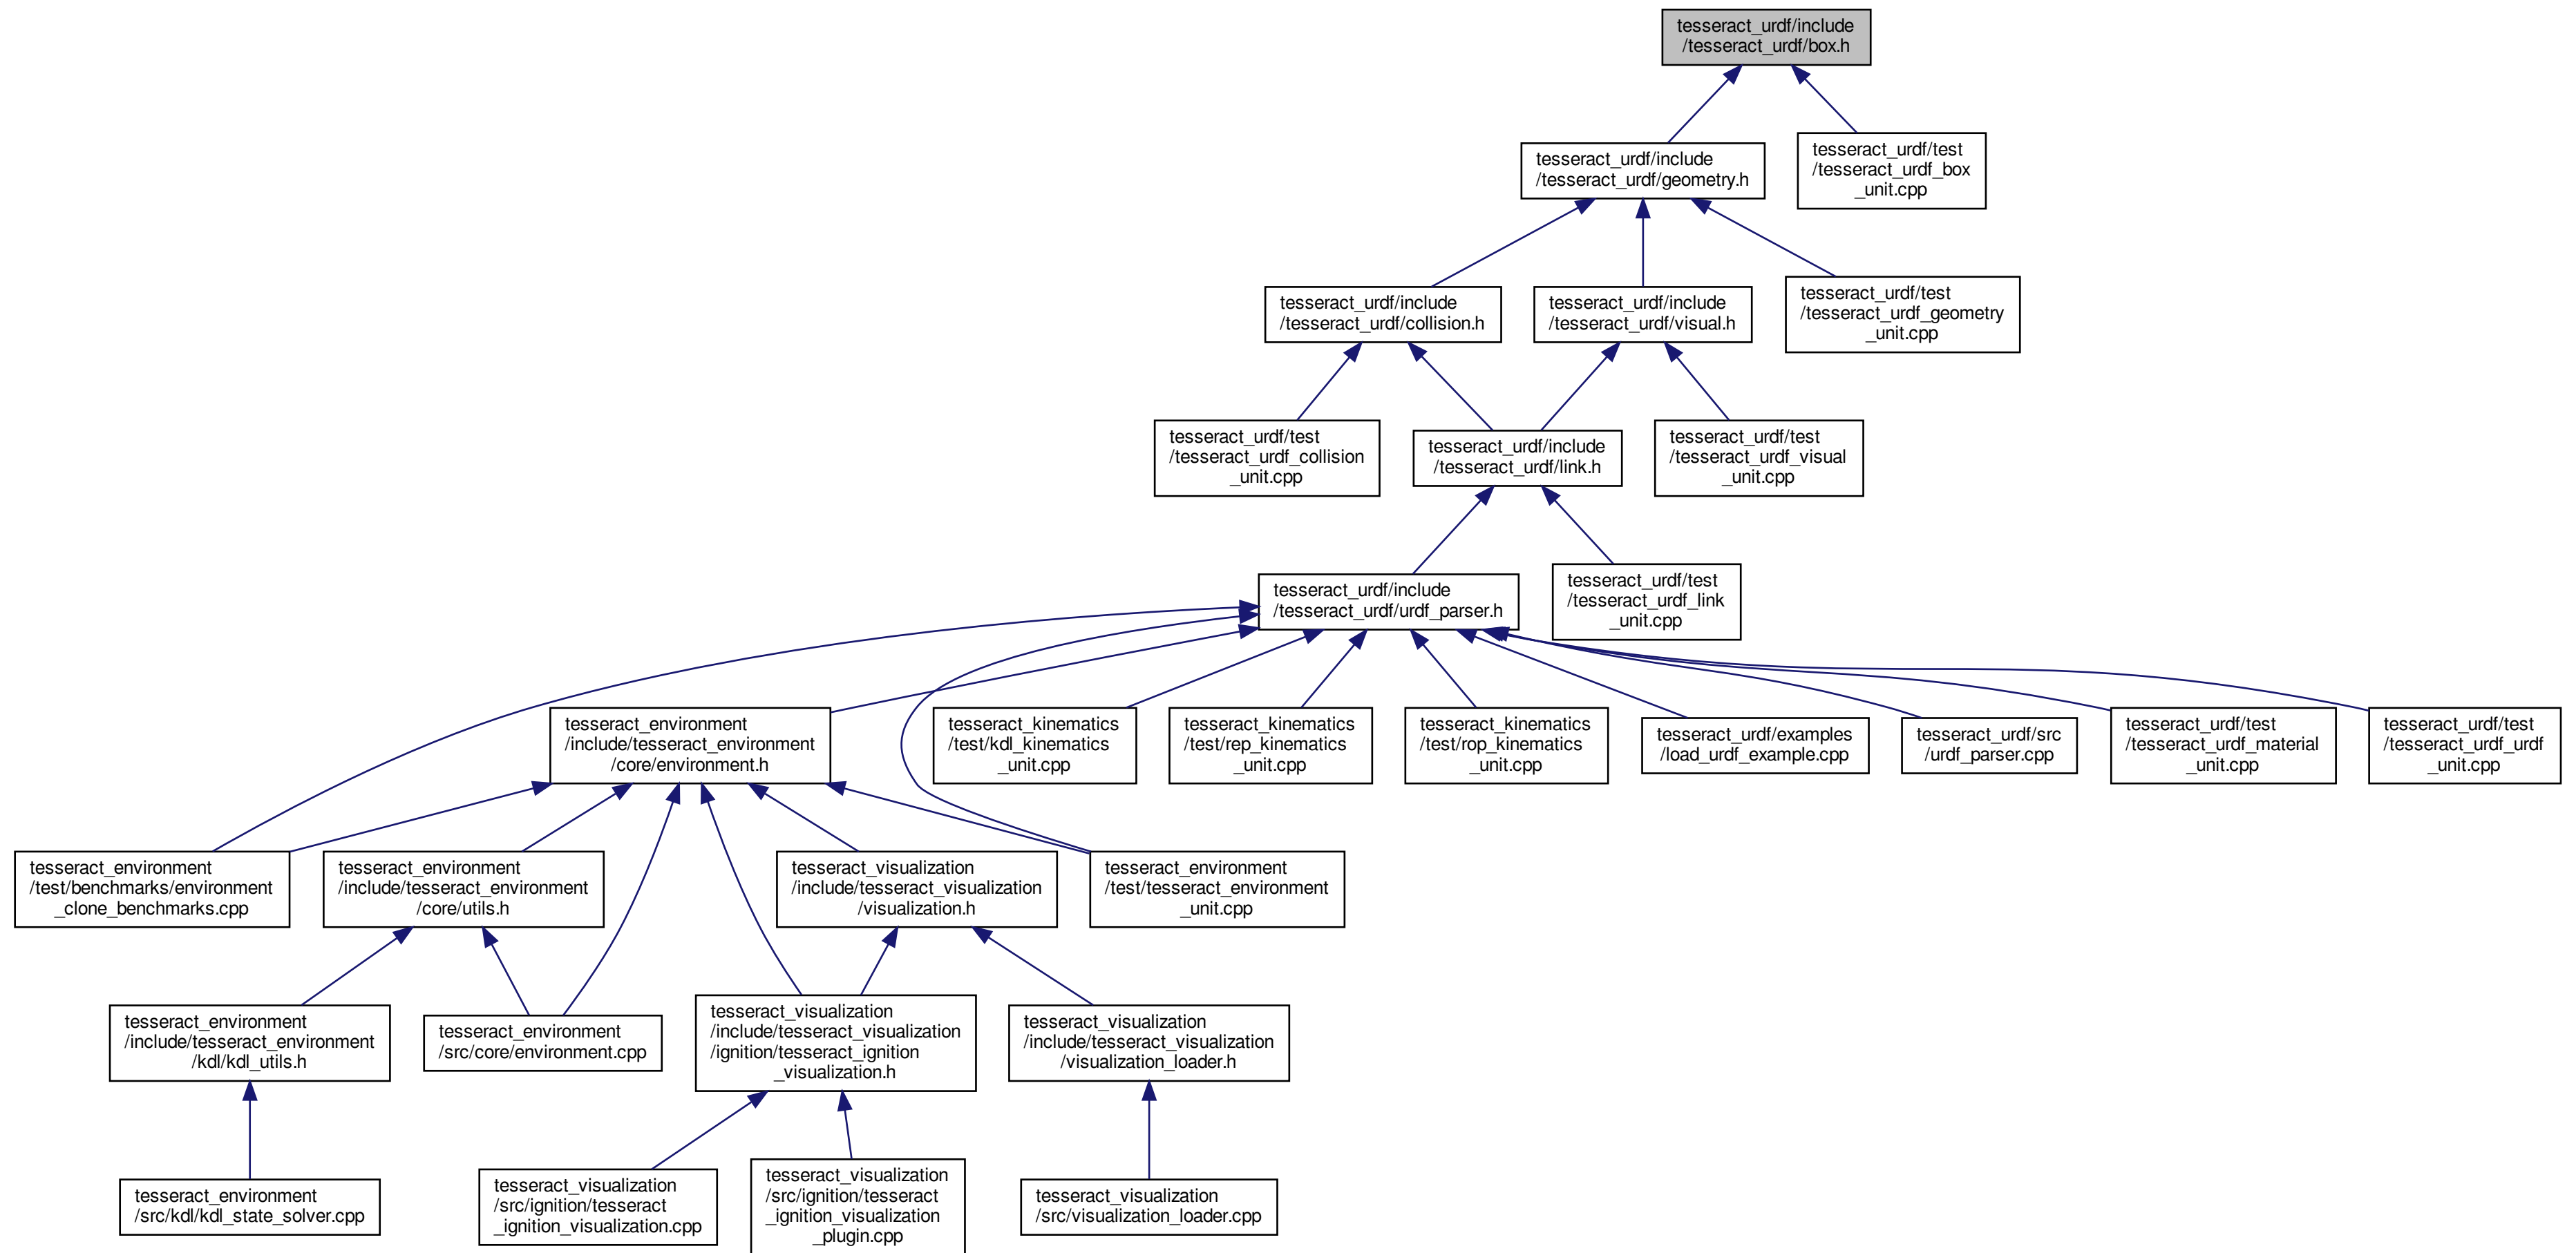 tesseract_urdf/include
/tesseract_urdf/box.h
tesseract_urdf/include
/tesseract_urdf/geometry.h
tesseract_urdf/test
/tesseract_urdf_box
_unit.cpp
tesseract_urdf/include
/tesseract_urdf/collision.h
tesseract_urdf/include
/tesseract_urdf/visual.h
tesseract_urdf/test
/tesseract_urdf_geometry
_unit.cpp
tesseract_urdf/test
/tesseract_urdf_collision
_unit.cpp
tesseract_urdf/include
/tesseract_urdf/link.h
tesseract_urdf/test
/tesseract_urdf_visual
_unit.cpp
tesseract_urdf/include
/tesseract_urdf/urdf_parser.h
tesseract_urdf/test
/tesseract_urdf_link
_unit.cpp
tesseract_environment
/include/tesseract_environment
/core/environment.h
tesseract_kinematics
/test/kdl_kinematics
_unit.cpp
tesseract_kinematics
/test/rep_kinematics
_unit.cpp
tesseract_kinematics
/test/rop_kinematics
_unit.cpp
tesseract_urdf/examples
/load_urdf_example.cpp
tesseract_urdf/src
/urdf_parser.cpp
tesseract_urdf/test
/tesseract_urdf_material
_unit.cpp
tesseract_urdf/test
/tesseract_urdf_urdf
_unit.cpp
tesseract_environment
/test/benchmarks/environment
_clone_benchmarks.cpp
tesseract_environment
/include/tesseract_environment
/core/utils.h
tesseract_visualization
/include/tesseract_visualization
/visualization.h
tesseract_environment
/test/tesseract_environment
_unit.cpp
tesseract_environment
/include/tesseract_environment
/kdl/kdl_utils.h
tesseract_environment
/src/core/environment.cpp
tesseract_visualization
/include/tesseract_visualization
/ignition/tesseract_ignition
_visualization.h
tesseract_visualization
/include/tesseract_visualization
/visualization_loader.h
tesseract_environment
/src/kdl/kdl_state_solver.cpp
tesseract_visualization
/src/ignition/tesseract
_ignition_visualization.cpp
tesseract_visualization
/src/ignition/tesseract
_ignition_visualization
_plugin.cpp
tesseract_visualization
/src/visualization_loader.cpp